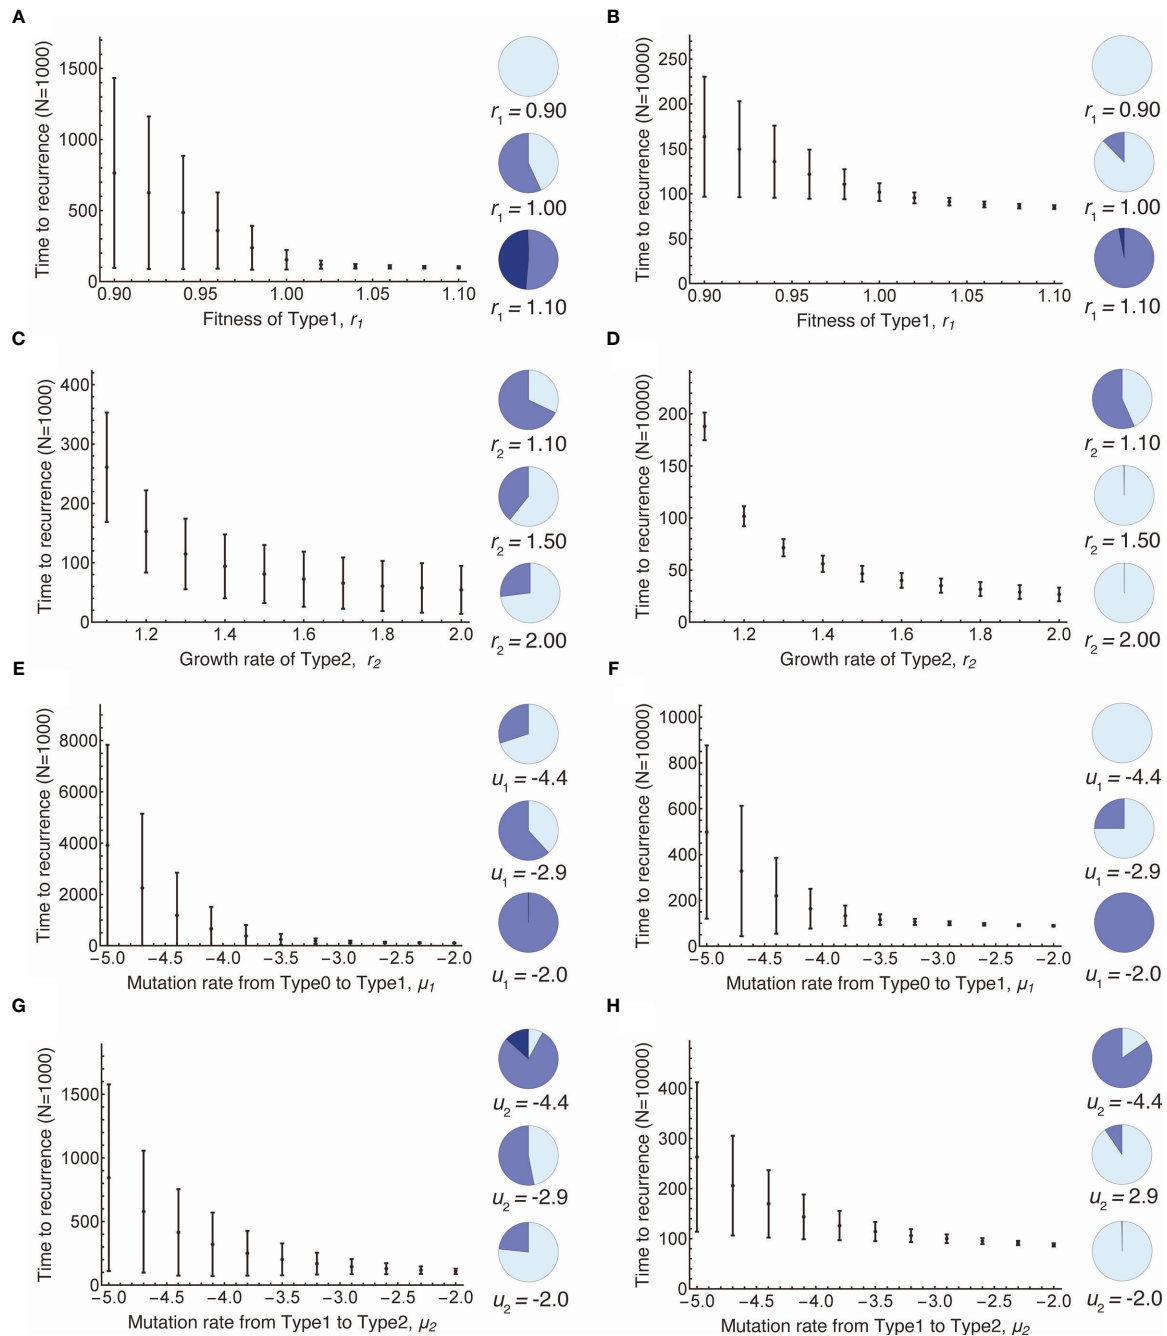 A
Time to recurrence (N=1000)
1500
1000
500
0
0.90 0.95 1.00 1.05 1.10
Fitness of Type1, r1
r1 = 0.90
r1 = 1.00
r1 = 1.10
B
Time to recurrence (N=10000)
250
200
150
100
50
0
0.90 0.95 1.00 1.05 1.10
Fitness of Type1, r1
r1 = 0.90
r1 = 1.00
r1 = 1.10
C
Time to recurrence (N=1000)
400
300
200
100
0
1.2 1.4 1.6 1.8 2.0
Growth rate of Type2, r2
r2 = 1.10
r2 = 1.50
r2 = 2.00
D
Time to recurrence (N=10000)
200
150
100
50
0
1.2 1.4 1.6 1.8 2.0
Growth rate of Type2, r2
r2 = 1.10
r2 = 1.50
r2 = 2.00
E
Time to recurrence (N=1000)
8000
6000
4000
2000
0
−5.0 −4.5 −4.0 −3.5 −3.0 −2.5 −2.0
Mutation rate from Type0 to Type1, μ1
u1 = -4.4
u1 = -2.9
u1 = -2.0
F
Time to recurrence (N=10000)
1000
800
600
400
200
0
−5.0 −4.5 −4.0 −3.5 −3.0 −2.5 −2.0
Mutation rate from Type0 to Type1, μ1
u1 = -4.4
u1 = -2.9
u1 = -2.0
G
Time to recurrence (N=1000)
1500
1000
500
0
−5.0 −4.5 −4.0 −3.5 −3.0 −2.5 −2.0
Mutation rate from Type1 to Type2, μ2
u2 = -4.4
u2 = -2.9
u2 = -2.0
H
Time to recurrence (N=10000)
400
300
200
100
0
−5.0 −4.5 −4.0 −3.5 −3.0 −2.5 −2.0
Mutation rate from Type1 to Type2, μ2
u2 = -4.4
u2 = 2.9
u2 = -2.0